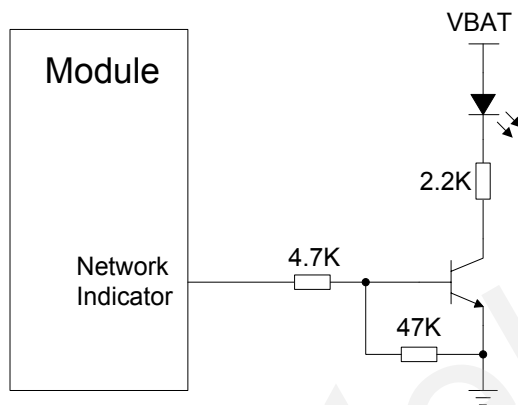 VBAT
Module
2.2K
4.7K
Network
Indicator
47K